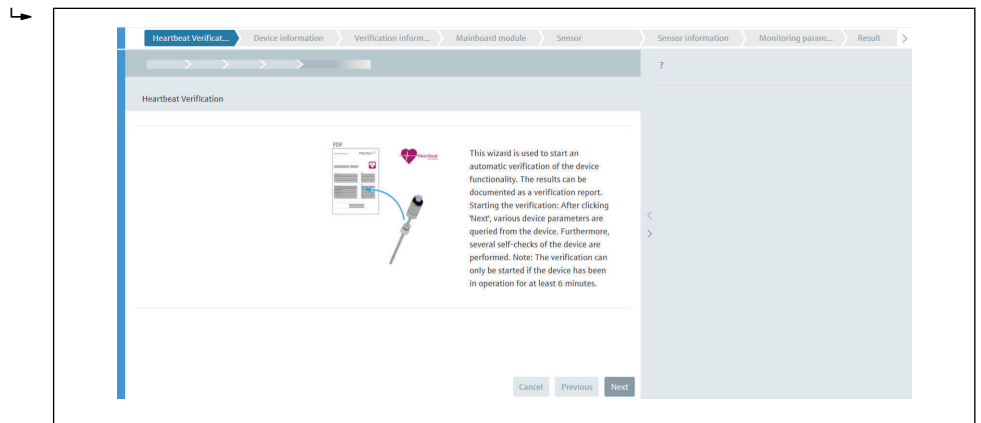 Heartbeat Verificat...
Device information
Verification inform...
Mainboard module
Sensor
Sensor information
Monitoring param...
Result
?
Heartbeat Verification
PDF
Heartbeat
This wizard is used to start an
automatic verification of the device
functionality. The results can be
documented as a verification report.
Starting the verification: After clicking
'Next', various device parameters are
queried from the device. Furthermore,
several self-checks of the device are
performed. Note: The verification can
only be started if the device has been
in operation for at least 6 minutes.
Cancel
Previous
Next